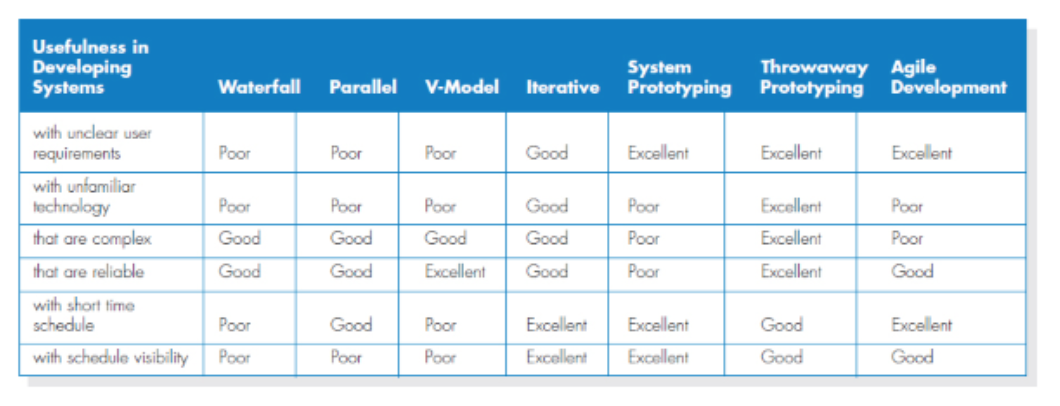 Usefulness in
Developing
Systems Waterfall Parallel V-Model Iterative System
Prototyping Throwaway
Prototyping Agile
Development
with unclear user
requirements Poor Poor Poor Good Excellent Excellent Excellent
with unfamiliar
technology Poor Poor Poor Good Poor Excellent Poor
that are complex Good Good Good Good Poor Excellent Poor
that are reliable Good Good Excellent Good Poor Excellent Good
with short time
schedule Poor Good Poor Excellent Excellent Good Excellent
with schedule visibility Poor Poor Poor Excellent Excellent Good Good